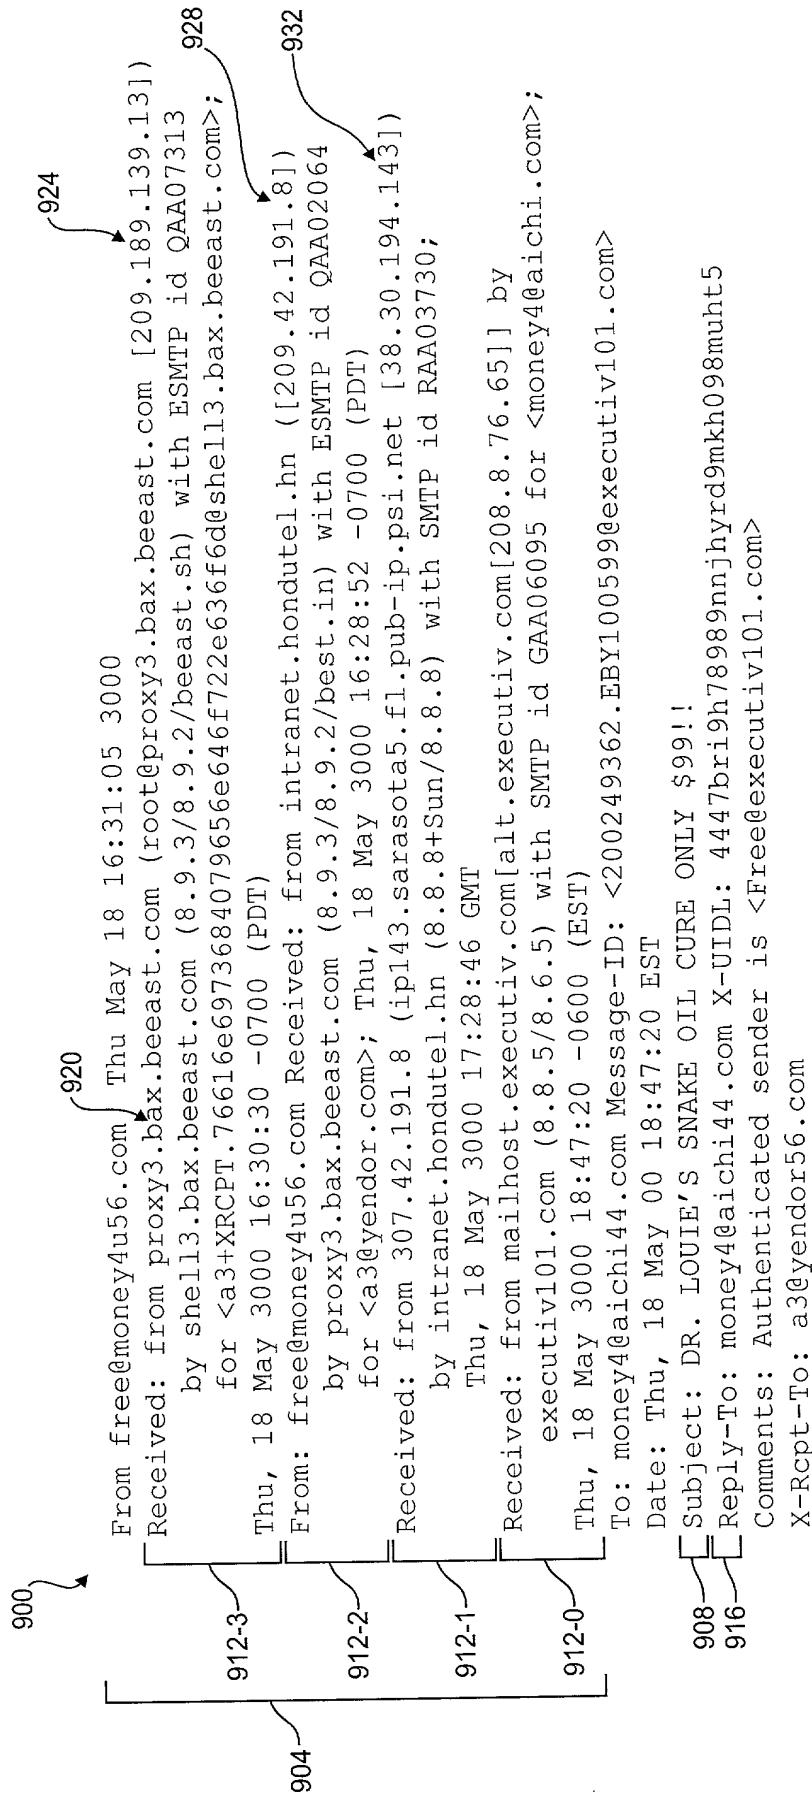 900
From free@money4u56.com  Thu May 18 16:31:05 3000
Received: from proxy3.bax.beeast.com (root@proxy3.bax.beeast.com [209.189.139.13])
by shell3.bax.beeast.com (8.9.3/8.9.2/beeast.sh) with ESMTP id QAA07313
for <a3+XRCPT.76616e6973684079656e646f722e636f6d@shell3.bax.beeast.com>;
Thu, 18 May 3000 16:30:30 -0700 (PDT)
From: free@money4u56.com Received: from intranet.hondutel.hn ([209.42.191.8])
by proxy3.bax.beeast.com (8.9.3/8.9.2/best.in) with ESMTP id QAA02064
for <a3@yendor.com>; Thu, 18 May 3000 16:28:52 -0700 (PDT)
Received: from 307.42.191.8 (ip143.sarasota5.fl.pub-ip.psi.net [38.30.194.143])
by intranet.hondutel.hn (8.8.8+Sun/8.8.8) with SMTP id RAA03730;
Thu, 18 May 3000 17:28:46 GMT
Received: from mailhost.executiv.com[alt.executiv.com[208.8.76.65]] by
executiv101.com (8.8.5/8.6.5) with SMTP id GAA06095 for <money4@aichi.com>;
Thu, 18 May 3000 18:47:20 -0600 (EST)
To: money4@aichi44.com Message-ID: <200249362.EBY100599@executiv101.com>
Date: Thu, 18 May 00 18:47:20 EST
Subject: DR. LOUIE'S SNAKE OIL CURE ONLY $99!!
Reply-To: money4@aichi44.com X-UIDL: 4447bri9h78989nnjhyrd9mkh098muht5
Comments: Authenticated sender is <Free@executiv101.com>
X-Rcpt-To: a3@yendor56.com
904
912-3
912-2
912-1
912-0
908
916
920
924
928
932